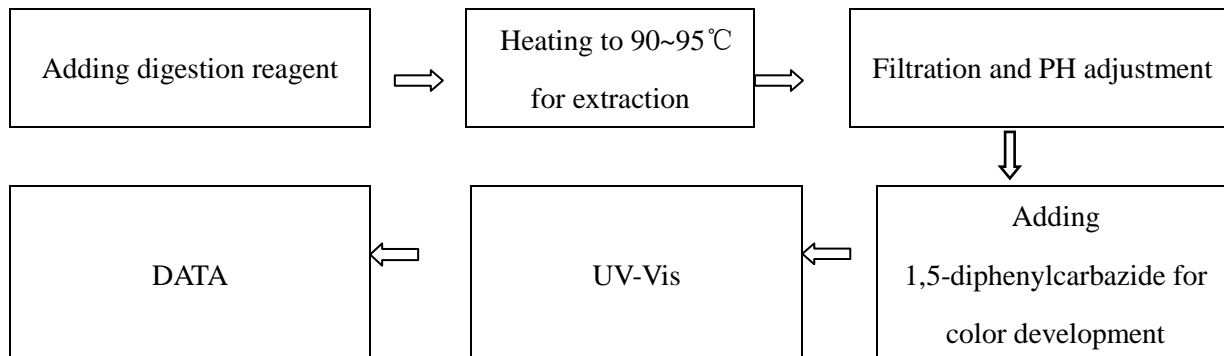 Adding digestion reagent
Heating to 90~95℃
for extraction
Filtration and PH adjustment
Adding
1,5-diphenylcarbazide for
color development
UV-Vis
DATA